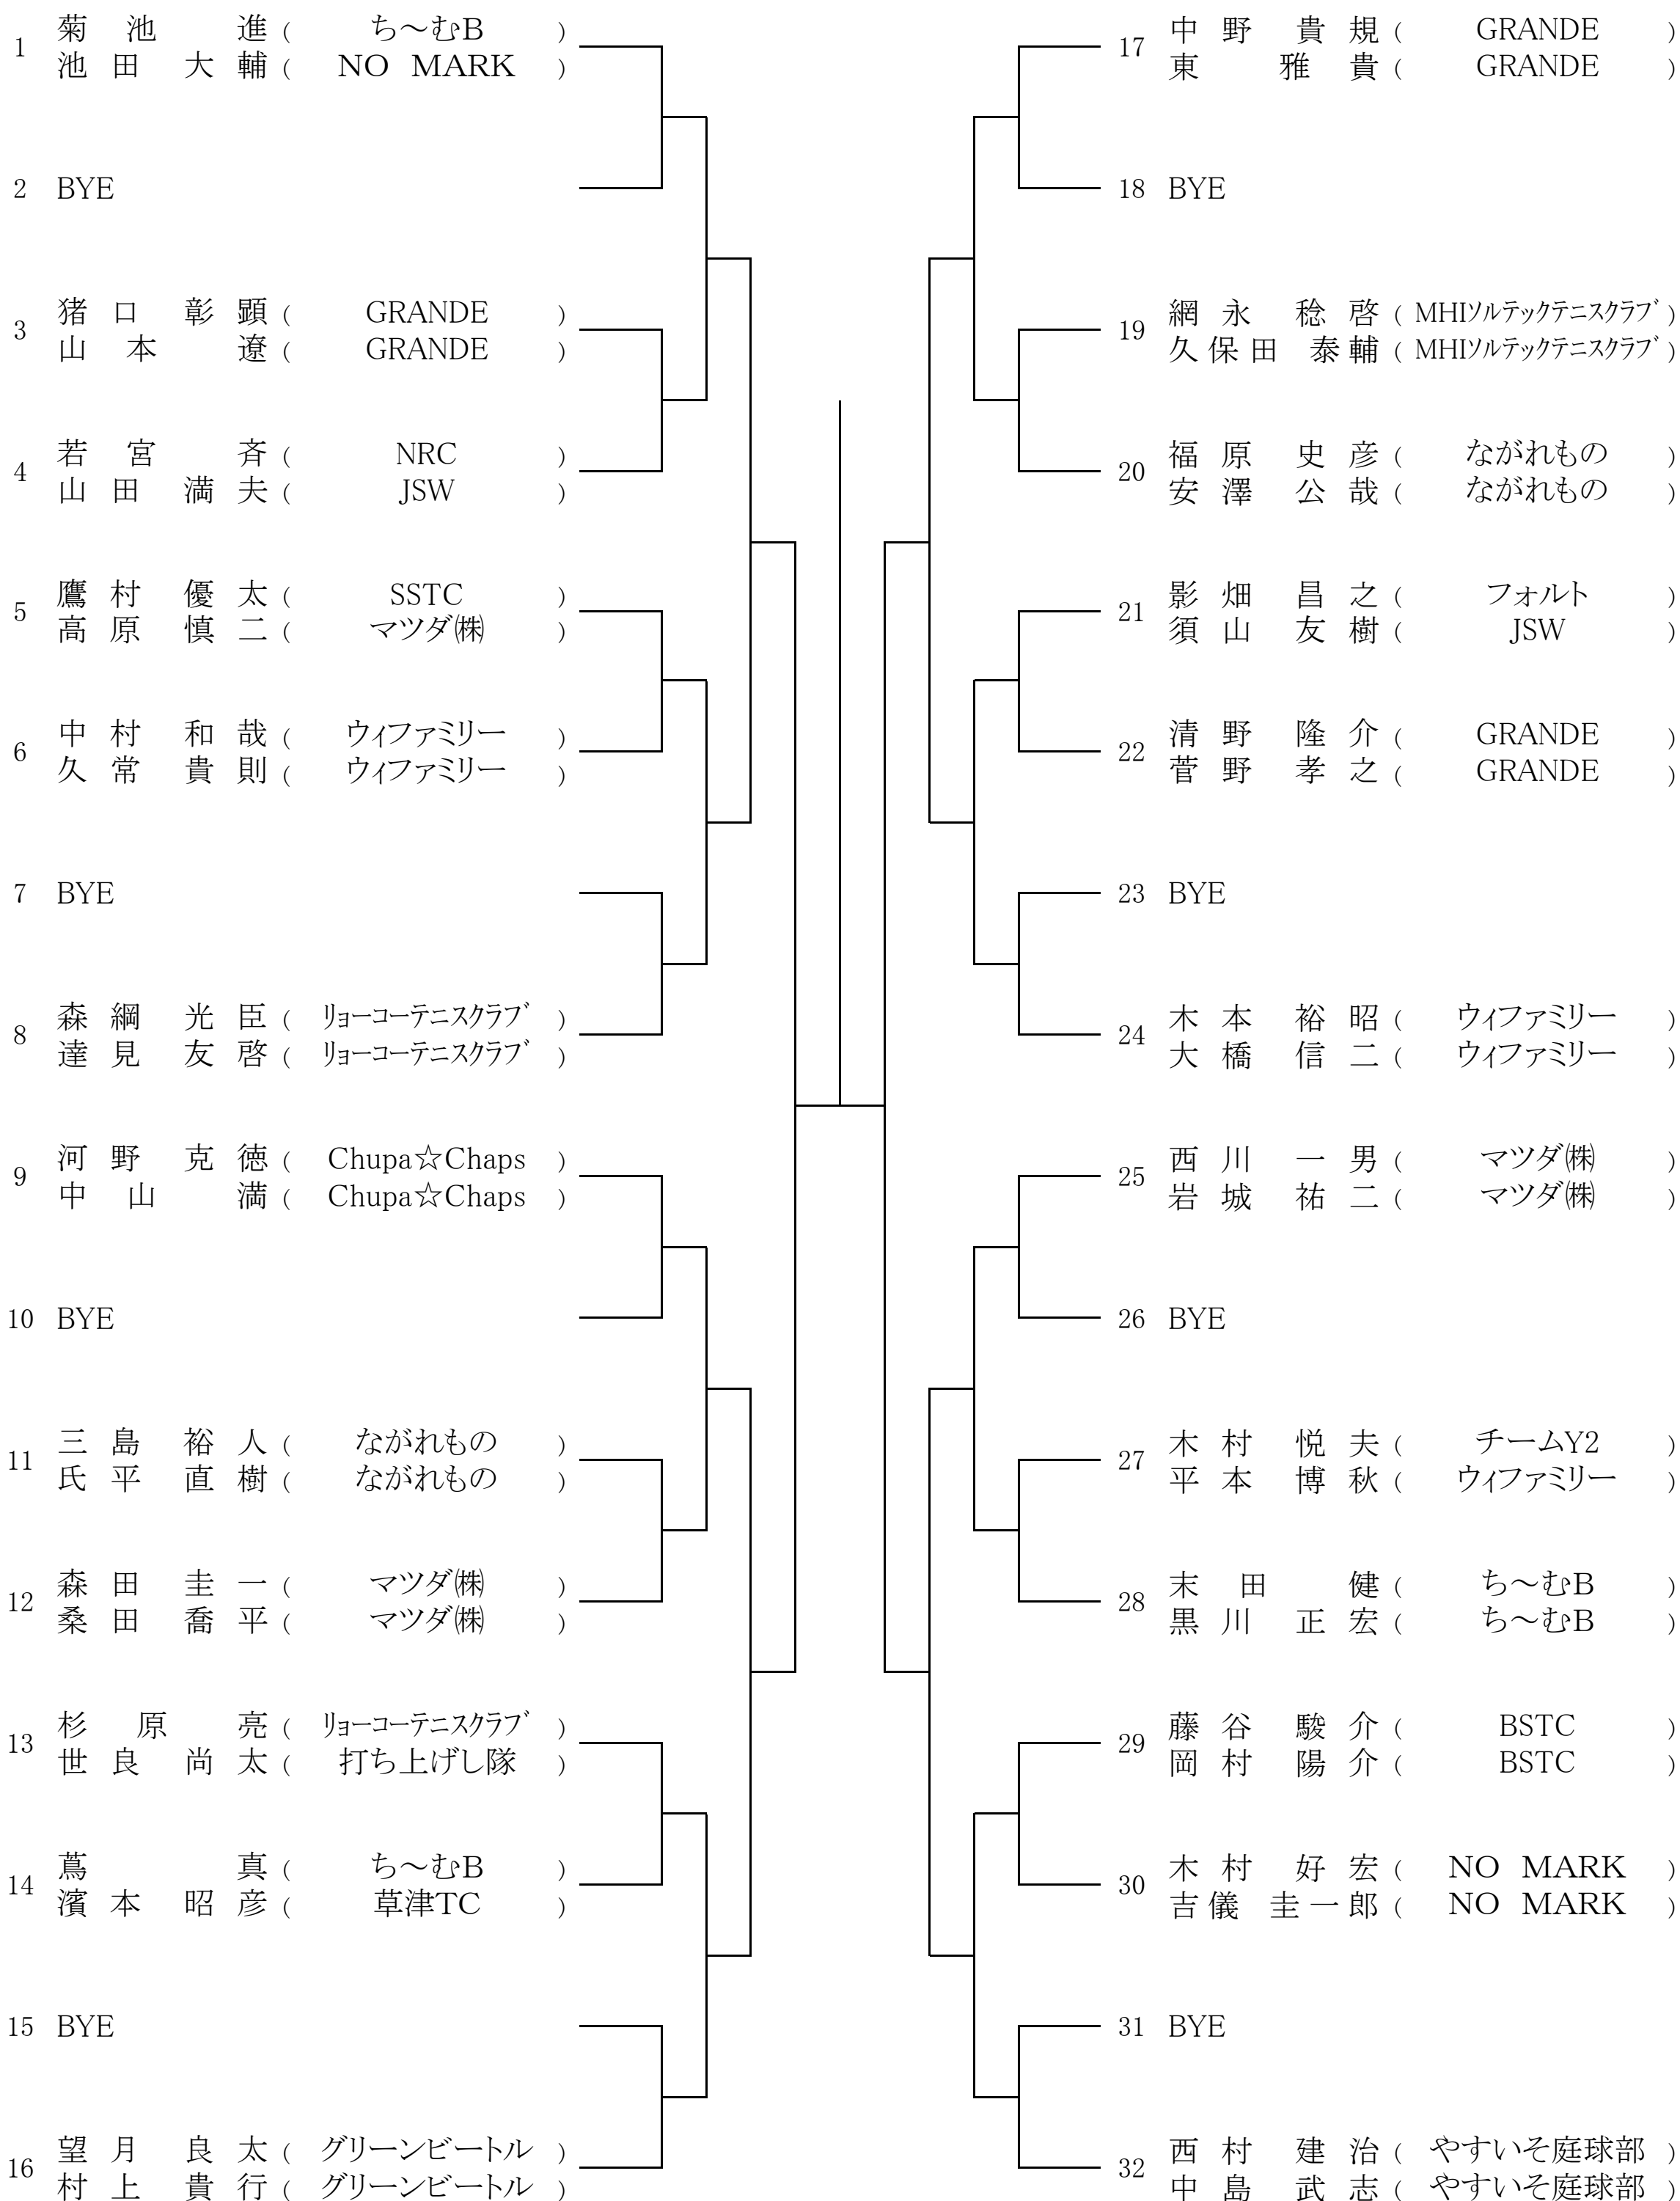 1 菊池 進 ( ち～むB )
池田 大輔 ( NO MARK )
2 BYE
3 猪口 彰顕 ( GRANDE )
山本 遼 ( GRANDE )
4 若宮 斉 ( NRC )
山田 満夫 ( JSW )
5 鷹村 優太 ( SSTC )
高原 慎二 ( マツダ㈱ )
6 中村 和哉 ( ウィファミリー )
久常 貴則 ( ウィファミリー )
7 BYE
8 森綱 光臣 ( ﾘｮｰｺｰテニスクラブ )
達見 友啓 ( ﾘｮｰｺｰテニスクラブ )
9 河野 克徳 ( Chupa☆Chaps )
中山 満 ( Chupa☆Chaps )
10 BYE
11 三島 裕人 ( ながれもの )
氏平 直樹 ( ながれもの )
12 森田 圭一 ( マツダ㈱ )
桑田 喬平 ( マツダ㈱ )
13 杉原 亮 ( ﾘｮｰｺｰテニスクラブ )
世良 尚太 ( 打ち上げし隊 )
14 蔦 真 ( ち～むB )
濱本 昭彦 ( 草津TC )
15 BYE
16 望月 良太 ( グリーンビートル )
村上 貴行 ( グリーンビートル )
17 中野 貴規 ( GRANDE )
東 雅貴 ( GRANDE )
18 BYE
19 網永 稔啓 ( MHIソルテックテニスクラブ )
久保田 泰輔 ( MHIソルテックテニスクラブ )
20 福原 史彦 ( ながれもの )
安澤 公哉 ( ながれもの )
21 影畑 昌之 ( フォルト )
須山 友樹 ( JSW )
22 清野 隆介 ( GRANDE )
菅野 孝之 ( GRANDE )
23 BYE
24 木本 裕昭 ( ウィファミリー )
大橋 信二 ( ウィファミリー )
25 西川 一男 ( マツダ㈱ )
岩城 祐二 ( マツダ㈱ )
26 BYE
27 木村 悦夫 ( チームY2 )
平本 博秋 ( ウィファミリー )
28 末田 健 ( ち～むB )
黒川 正宏 ( ち～むB )
29 藤谷 駿介 ( BSTC )
岡村 陽介 ( BSTC )
30 木村 好宏 ( NO MARK )
吉儀 圭一郎 ( NO MARK )
31 BYE
32 西村 建治 ( やすいそ庭球部 )
中島 武志 ( やすいそ庭球部 )